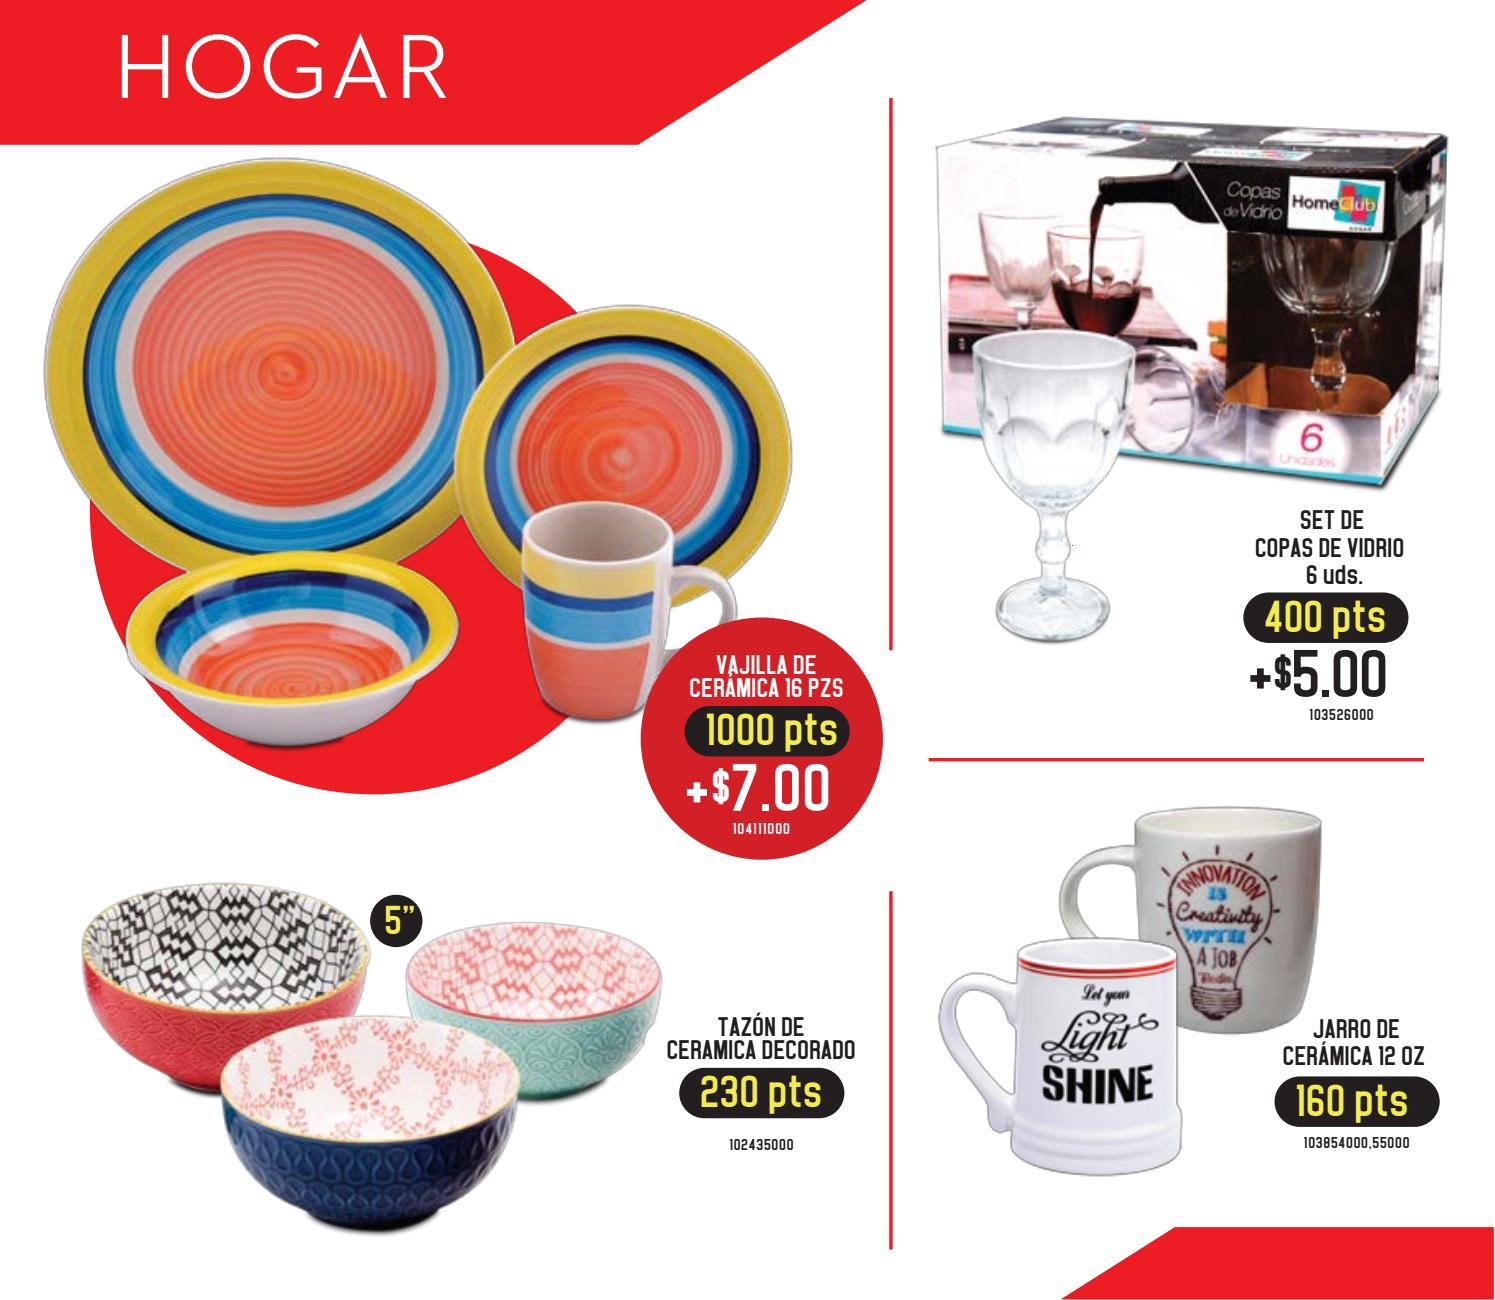 HOGAR
Copas
de Vidrio
HomeClub
HOGAR
6
Unidades
SET DE
COPAS DE VIDRIO
6 uds.
400 pts
+$5.00
103526000
VAJILLA DE
CERÁMICA 16 PZS
1000 pts
+$7.00
104111000
5”
TAZÓN DE
CERAMICA DECORADO
230 pts
102435000
INNOVATION
IS
Creativity
WITH
A JOB
Let your
Light
SHINE
JARRO DE
CERÁMICA 12 OZ
160 pts
103854000,55000